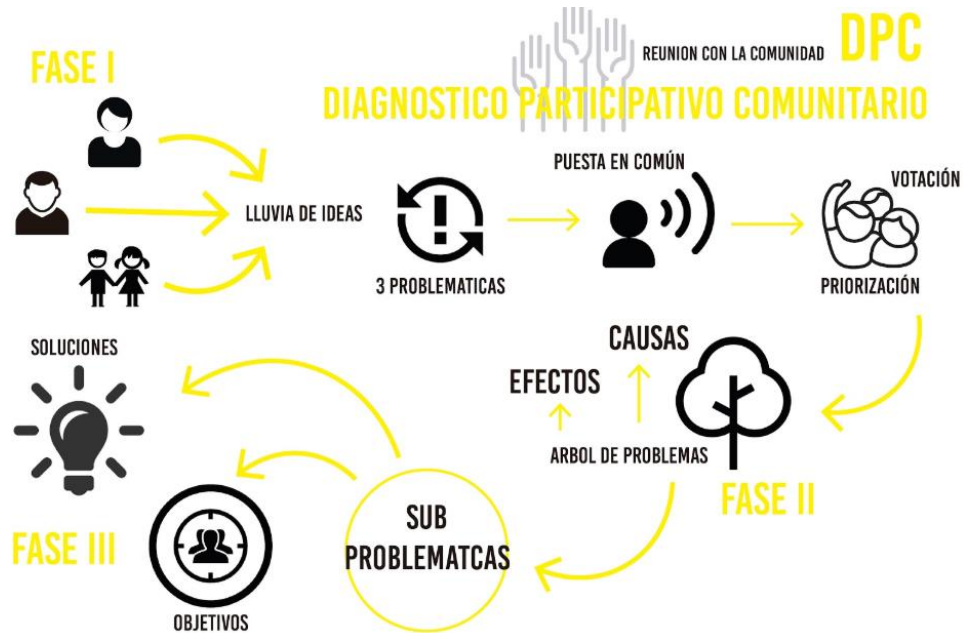 REUNION CON LA COMUNIDAD
DPC
DIAGNOSTICO PARTICIPATIVO COMUNITARIO
FASE I
LLUVIA DE IDEAS
3 PROBLEMATICAS
PUESTA EN COMÚN
VOTACIÓN
PRIORIZACIÓN
CAUSAS
EFECTOS
ARBOL DE PROBLEMAS
FASE II
SUB
PROBLEMATCAS
SOLUCIONES
FASE III
OBJETIVOS